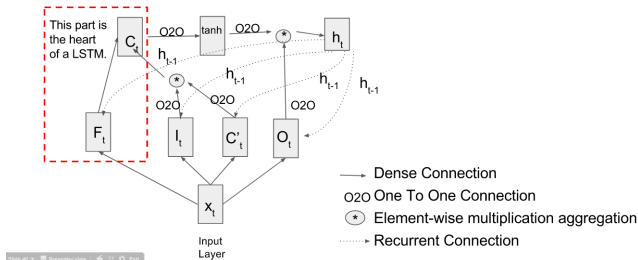 This part is
the heart
of a LSTM.
C_t
O2O
tanh
O2O
*
h_t
h_t-1
h_t-1
h_t-1
h_t-1
*
O2O
O2O
O2O
F_t
I_t
C'_t
O_t
x_t
Input
Layer
Dense Connection
O2O One To One Connection
* Element-wise multiplication aggregation
Recurrent Connection